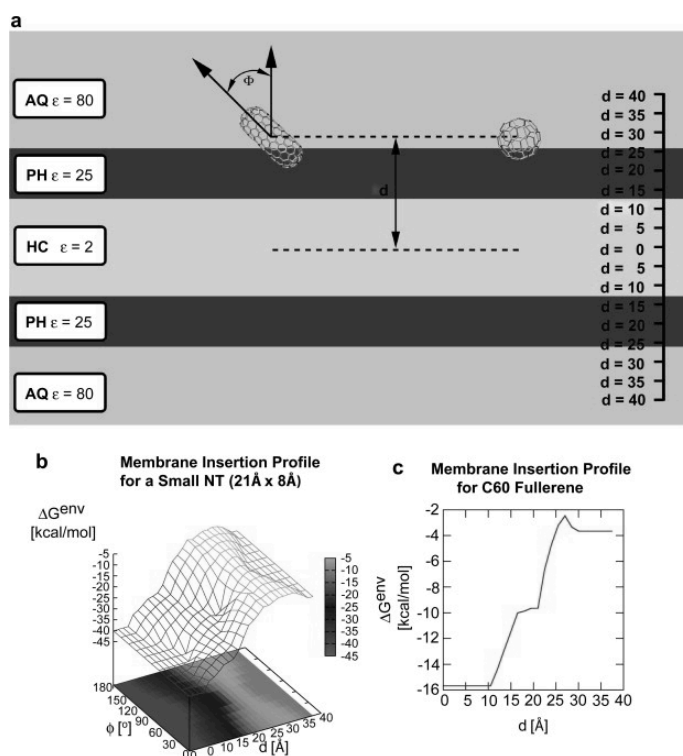 a
Φ
AQ ε = 80
PH ε = 25
HC ε = 2
PH ε = 25
AQ ε = 80
d
d = 40
d = 35
d = 30
d = 25
d = 20
d = 15
d = 10
d = 5
d = 0
d = 5
d = 10
d = 15
d = 20
d = 25
d = 30
d = 35
d = 40
b
Membrane Insertion Profile
for a Small NT (21Å x 8Å)
ΔG^env
[kcal/mol]
-5
-10
-15
-20
-25
-30
-35
-40
-45
-5
-10
-15
-20
-25
-30
-35
-40
-45
180
150
120
90
60
30
ϕ [º]
0 5 10 15 20 25 30 35 40
d [Å]
c
Membrane Insertion Profile
for C60 Fullerene
ΔG^env
[kcal/mol]
-2
-4
-6
-8
-10
-12
-14
-16
0 5 10 15 20 25 30 35 40
d [Å]